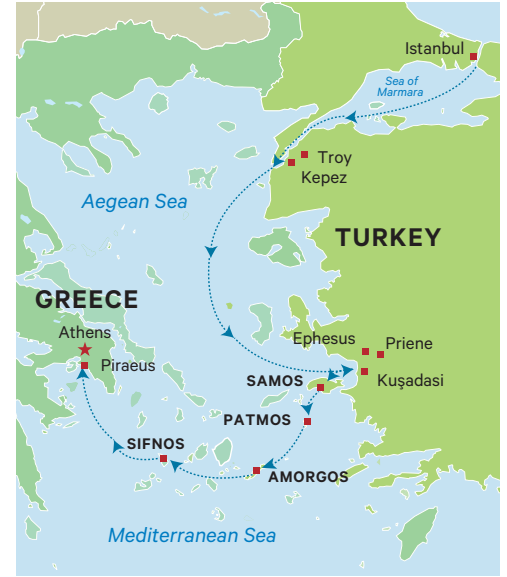 Istanbul
Sea of
Marmara
Troy
Kepez
Aegean Sea
TURKEY
GREECE
Athens
Piraeus
Ephesus
Priene
Kuşadasi
SAMOS
PATMOS
SIFNOS
AMORGOS
Mediterranean Sea